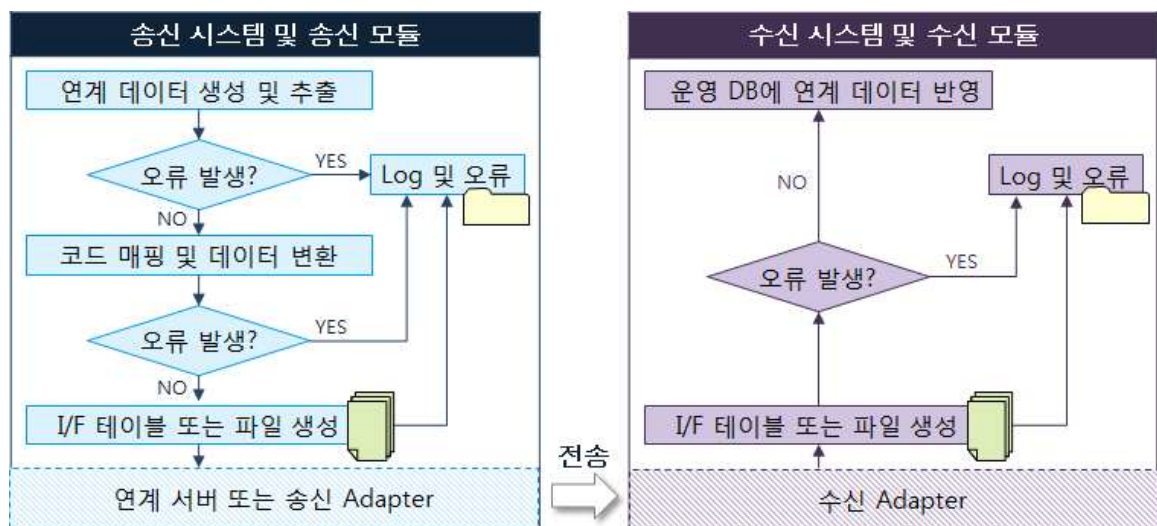 송신 시스템 및 송신 모듈
연계 데이터 생성 및 추출
오류 발생?
YES
Log 및 오류
NO
코드 매핑 및 데이터 변환
오류 발생?
YES
NO
I/F 테이블 또는 파일 생성
연계 서버 또는 송신 Adapter
전송
수신 시스템 및 수신 모듈
운영 DB에 연계 데이터 반영
NO
Log 및 오류
오류 발생?
YES
I/F 테이블 또는 파일 생성
수신 Adapter